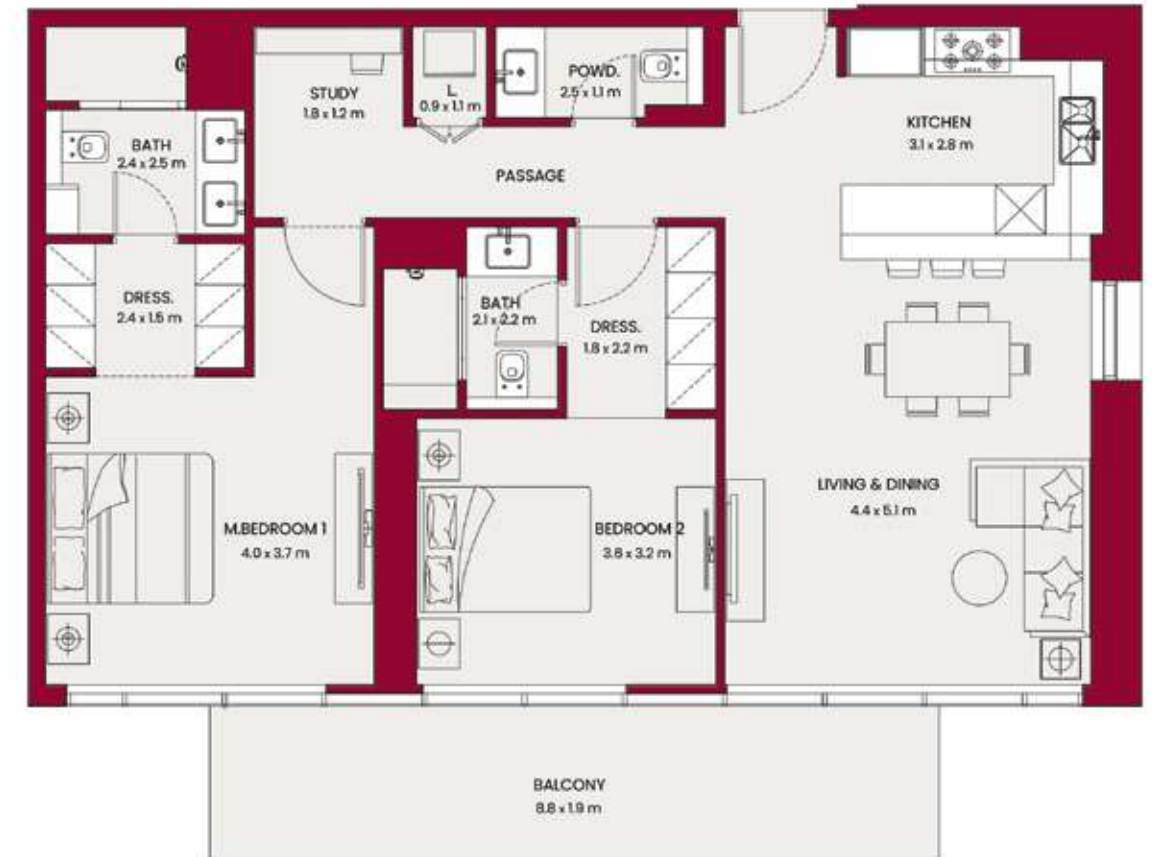 STUDY
1.8 x 1.2 m
L.
0.9 x 1.1 m
POWD.
2.5 x 1.1 m
KITCHEN
3.1 x 2.8 m
BATH
2.4 x 2.5 m
PASSAGE
DRESS.
2.4 x 1.5 m
BATH
2.1 x 2.2 m
DRESS.
1.8 x 2.2 m
LIVING & DINING
4.4 x 5.1 m
M.BEDROOM 1
4.0 x 3.7 m
BEDROOM 2
3.6 x 3.2 m
BALCONY
8.8 x 1.9 m